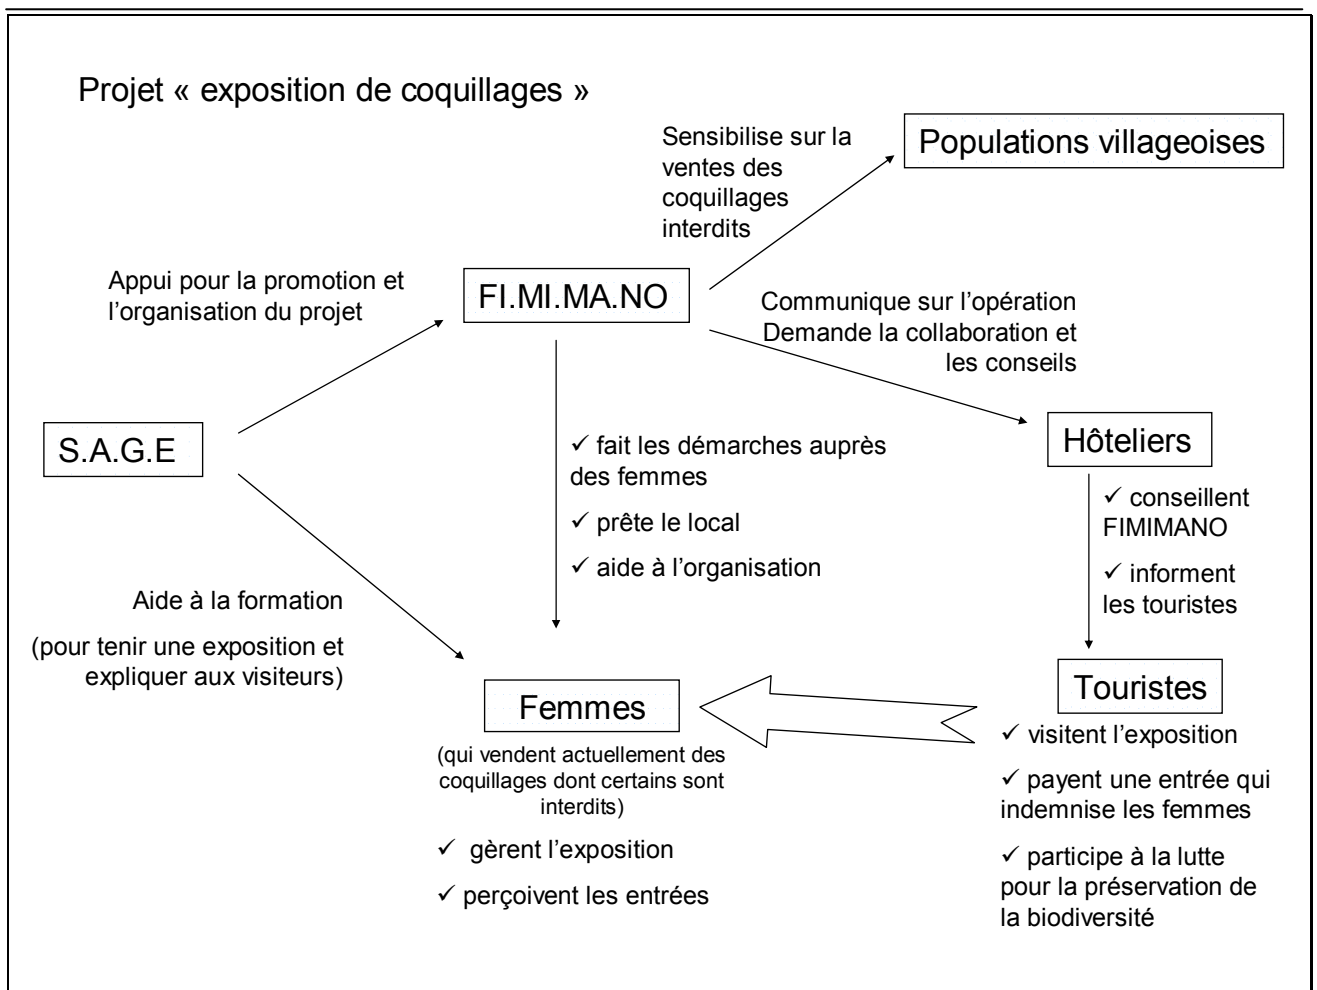 Projet « exposition de coquillages »
Sensibilise sur la
ventes des
coquillages
interdits
Populations villageoises
Appui pour la promotion et
l'organisation du projet
FI.MI.MA.NO
Communique sur l'opération
Demande la collaboration et
les conseils
S.A.G.E
✓ fait les démarches auprès
des femmes
✓ prête le local
✓ aide à l'organisation
Hôteliers
✓ conseillent
FIMIMANO
✓ informent
les touristes
Aide à la formation
(pour tenir une exposition et
expliquer aux visiteurs)
Femmes
(qui vendent actuellement des
coquillages dont certains sont
interdits)
✓ gèrent l'exposition
✓ perçoivent les entrées
Touristes
✓ visitent l'exposition
✓ payent une entrée qui
indemnise les femmes
✓ participe à la lutte
pour la préservation de
la biodiversité